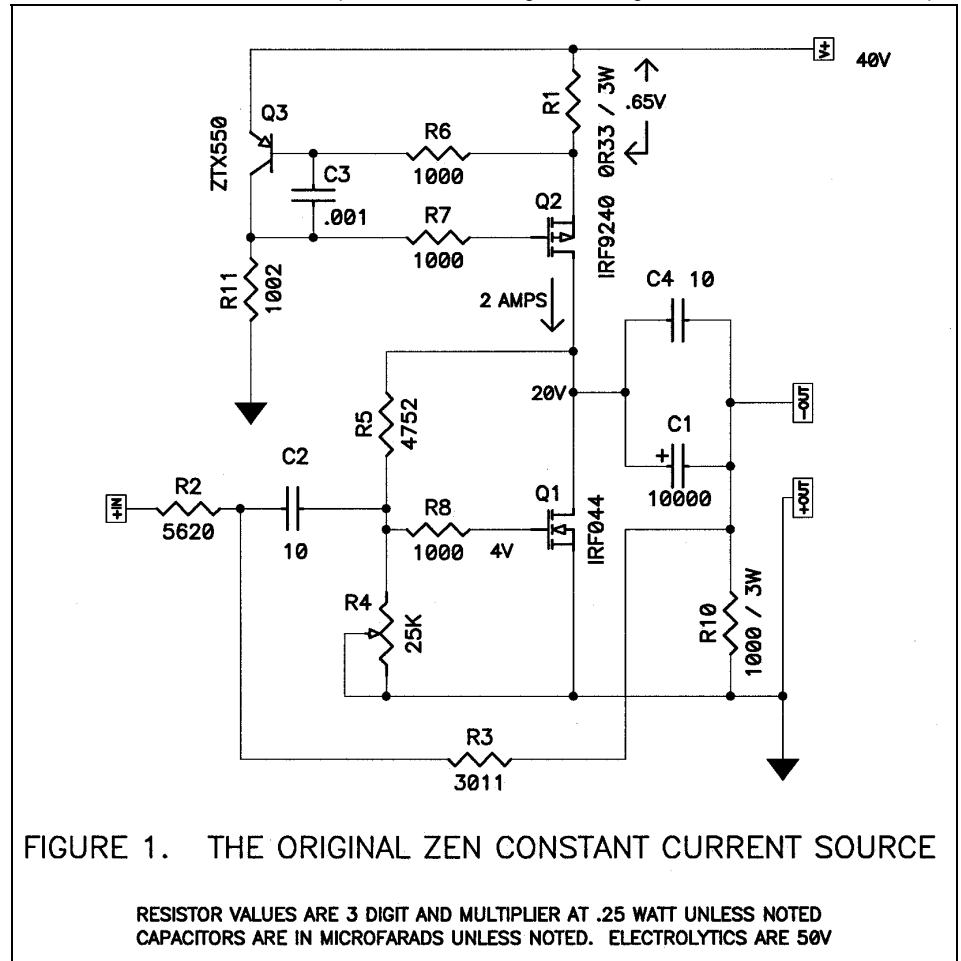 V+
40V
Q3
ZTX550
R1
0R33 / 3W
.65V
R6
1000
C3
.001
R7
1000
Q2
IRF9240
R11
1002
2 AMPS
C4 10
20V
R5
4752
-OUT
C1
+
10000
+OUT
+IN
R2
5620
C2
10
R8
1000
4V
Q1
IRF044
R4
25K
R10
1000 / 3W
R3
3011
FIGURE 1. THE ORIGINAL ZEN CONSTANT CURRENT SOURCE
RESISTOR VALUES ARE 3 DIGIT AND MULTIPLIER AT .25 WATT UNLESS NOTED
CAPACITORS ARE IN MICROFARADS UNLESS NOTED. ELECTROLYTICS ARE 50V